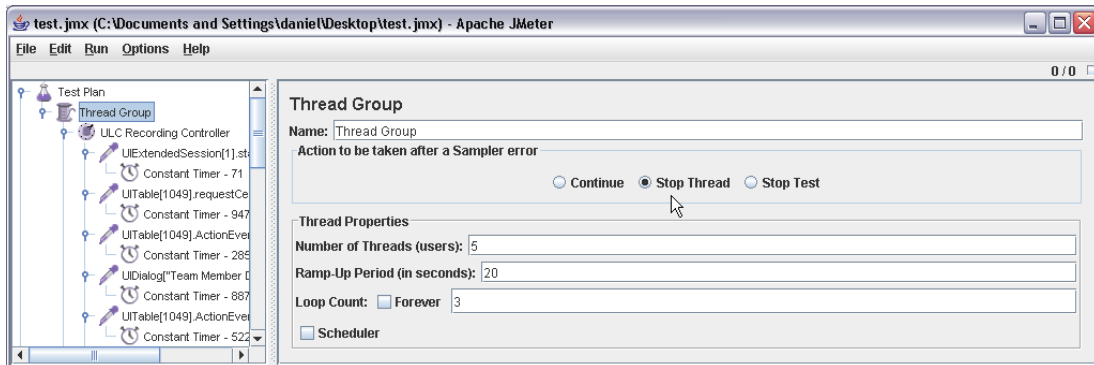 test.jmx (C:\Documents and Settings\daniel\Desktop\test.jmx) - Apache JMeter
File Edit Run Options Help
0 / 0
Test Plan
Thread Group
ULC Recording Controller
UIExtendedSession[1].sta
Constant Timer - 71
UITable[1049].requestCe
Constant Timer - 947
UITable[1049].ActionEver
Constant Timer - 285
UIDialog["Team Member D
Constant Timer - 887
UITable[1049].ActionEver
Constant Timer - 522
Thread Group
Name: Thread Group
Action to be taken after a Sampler error
Continue Stop Thread Stop Test
Thread Properties
Number of Threads (users): 5
Ramp-Up Period (in seconds): 20
Loop Count: Forever 3
Scheduler